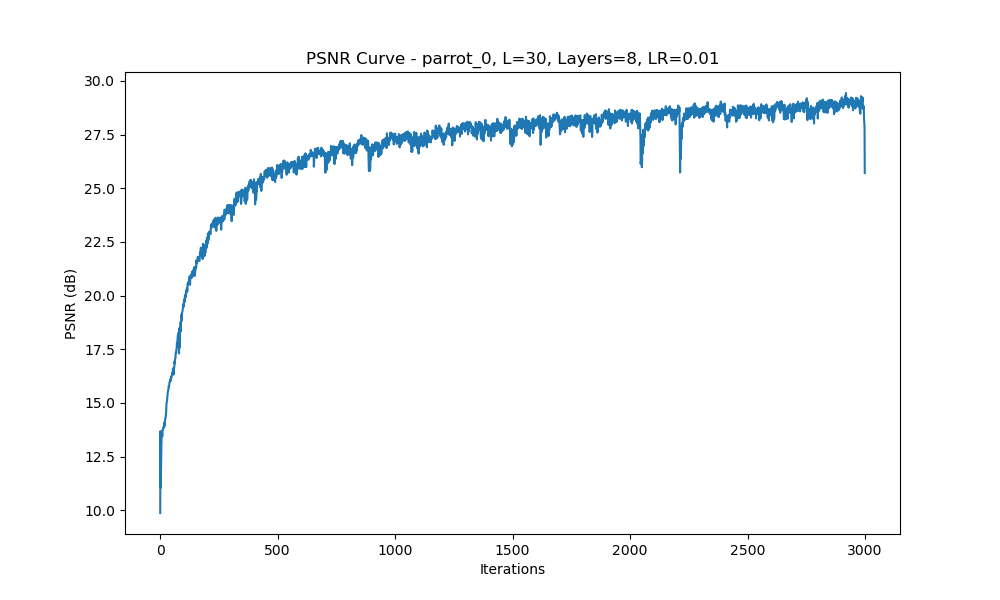 PSNR Curve - parrot_0, L=30, Layers=8, LR=0.01
30.0
27.5
25.0
22.5
20.0
17.5
15.0
12.5
10.0
PSNR (dB)
0 500 1000 1500 2000 2500 3000
Iterations